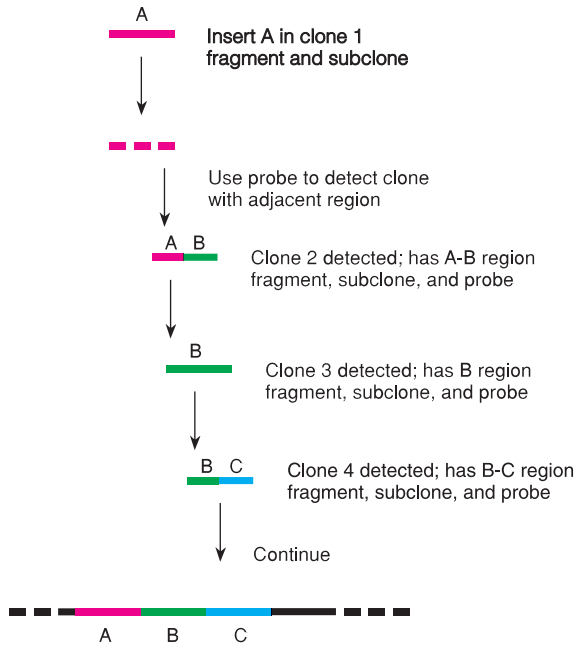 A
Insert A in clone 1
fragment and subclone
Use probe to detect clone
with adjacent region
A B
Clone 2 detected; has A-B region
fragment, subclone, and probe
B
Clone 3 detected; has B region
fragment, subclone, and probe
B C
Clone 4 detected; has B-C region
fragment, subclone, and probe
Continue
A B C